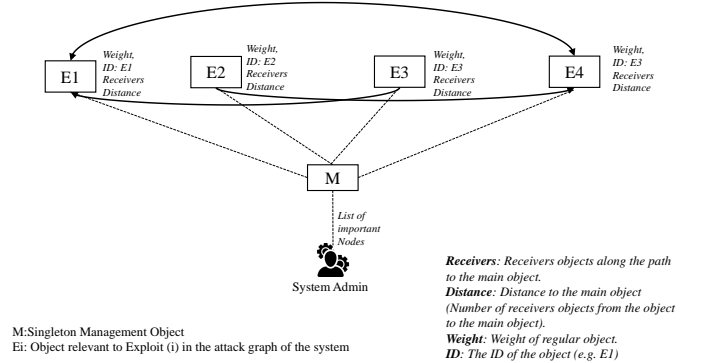 E1
Weight,
ID: E1
Receivers
Distance
E2
Weight,
ID: E2
Receivers
Distance
E3
Weight,
ID: E3
Receivers
Distance
E4
Weight,
ID: E3
Receivers
Distance
M
List of
important
Nodes
System Admin
Receivers: Receivers objects along the path
to the main object.
Distance: Distance to the main object
(Number of receivers objects from the object
to the main object).
Weight: Weight of regular object.
ID: The ID of the object (e.g. E1)
M:Singleton Management Object
Ei: Object relevant to Exploit (i) in the attack graph of the system